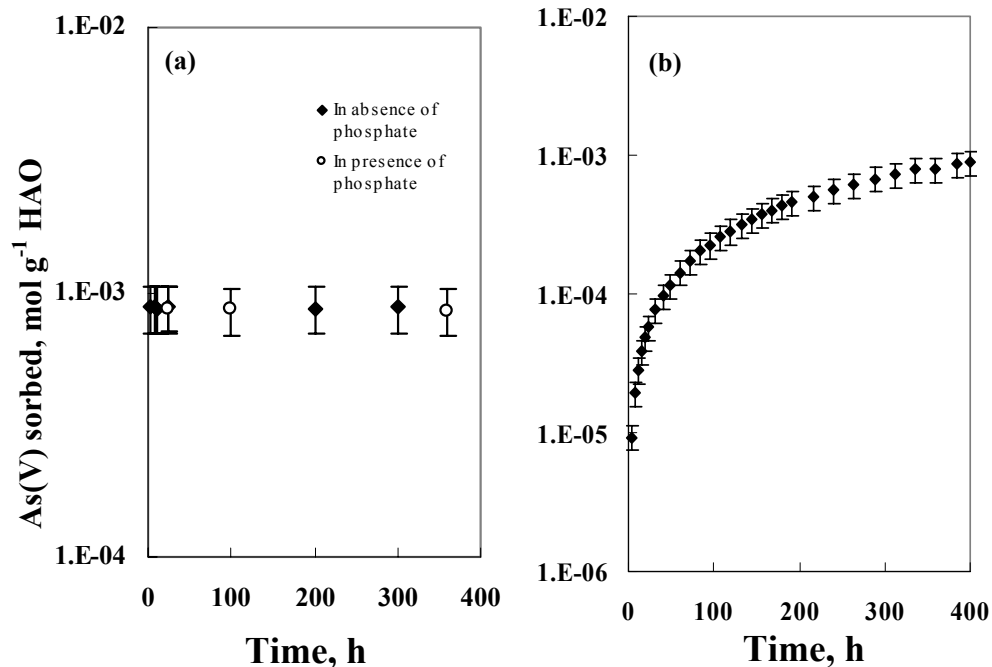 As(V) sorbed, mol g⁻¹ HAO
1.E-02
(a)
In absence of
phosphate
In presence of
phosphate
1.E-03
1.E-04
0 100 200 300 400
Time, h
1.E-02
(b)
1.E-03
1.E-04
1.E-05
1.E-06
0 100 200 300 400
Time, h